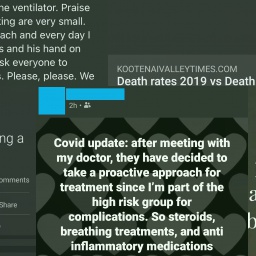 he ventilator. Praise
ing are very small.
ach and every day I
s and his hand on
sk everyone to
s. Please, please. We
KOOTENAIVALLEYTIMES.COM
Death rates 2019 vs Death
2h
ng a
omments
Share
Covid update: after meeting with
my doctor, they have decided to
take a proactive approach for
treatment since I'm part of the
high risk group for
complications. So steroids,
breathing treatments, and anti
inflammatory medications
a
b